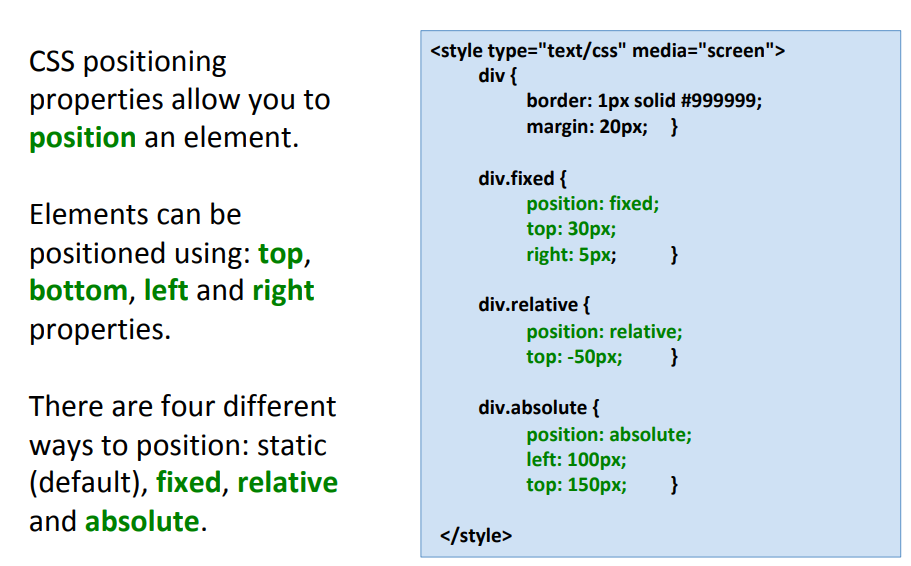 CSS positioning
properties allow you to
position an element.
Elements can be
positioned using: top,
bottom, left and right
properties.
There are four different
ways to position: static
(default), fixed, relative
and absolute.
<style type="text/css" media="screen">
div {
border: 1px solid #999999;
margin: 20px; }
div.fixed {
position: fixed;
top: 30px;
right: 5px; }
div.relative {
position: relative;
top: -50px; }
div.absolute {
position: absolute;
left: 100px;
top: 150px; }
</style>